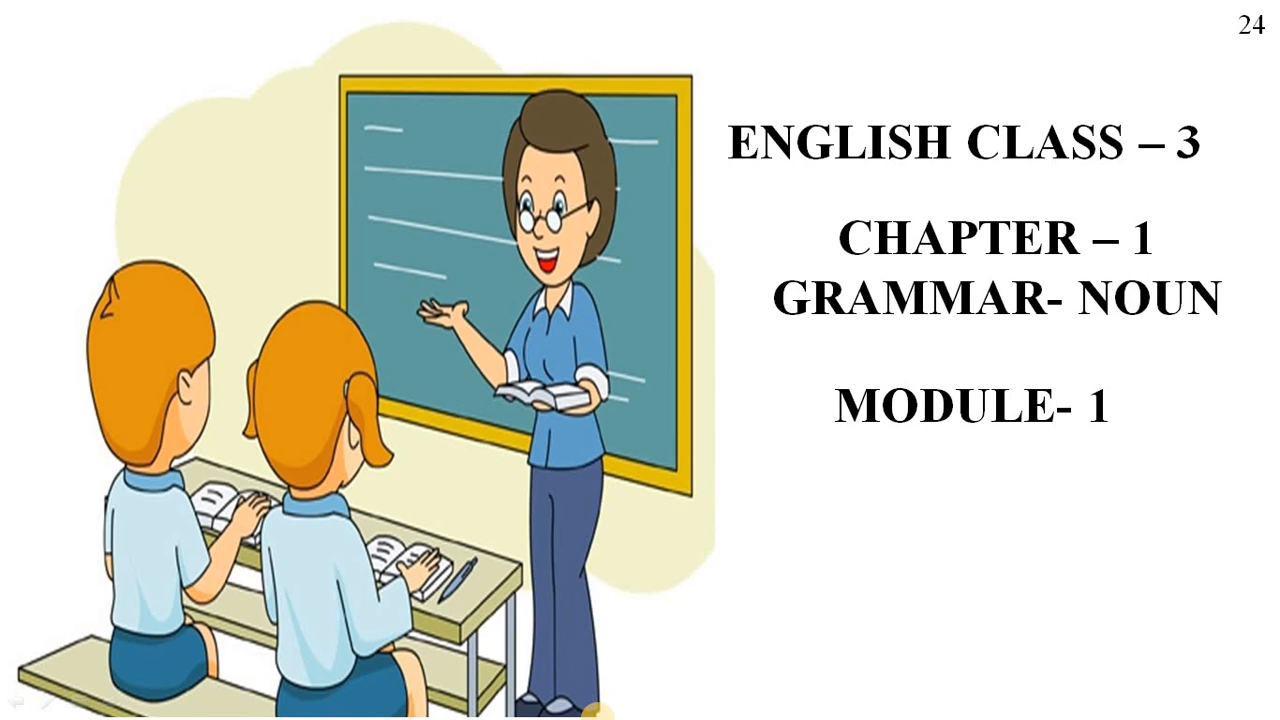 24
ENGLISH CLASS – 3
CHAPTER – 1
GRAMMAR- NOUN
MODULE- 1